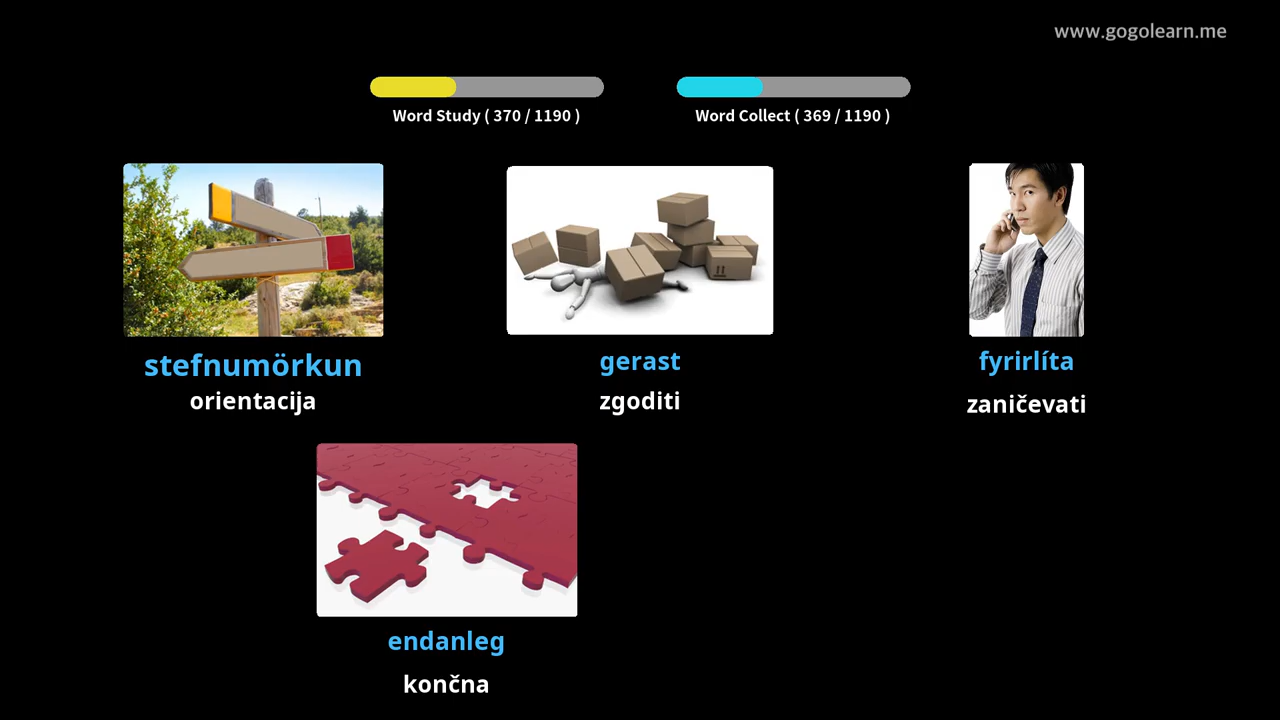 www.gogolearn.me
Word Study ( 370 / 1190 )
Word Collect ( 369 / 1190 )
stefnumörkun
orientacija
gerast
zgoditi
fyrirlíta
zaničevati
endanleg
končna